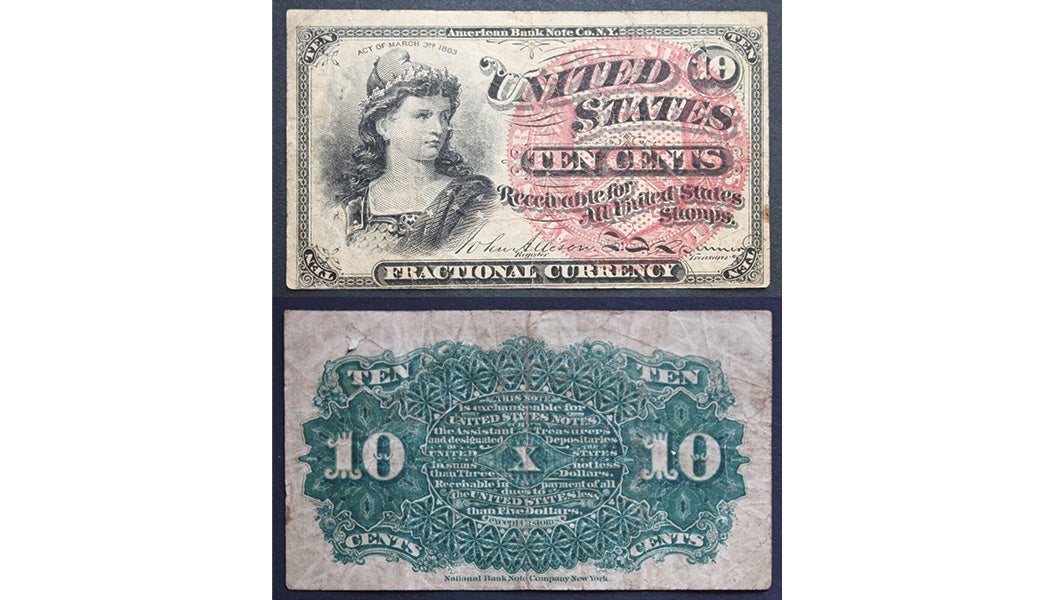 American Bank Note Co. N.Y.
TEN
TEN
ACT OF MARCH 3RD 1863
UNITED 10
STATES
TEN CENTS
Receivable for
All United States
Stamps.
John Allison
Register
Treasurer
TEN
TEN
FRACTIONAL CURRENCY
TEN
TEN
THIS NOTE
is exchangeable for
UNITED STATES NOTES
the Assistant Treasurers
and designated Depositaries
UNITED STATES
in sums not less
than Three Dollars.
Receivable in payment of all
dues to
the UNITED STATES less
than Five Dollars,
except Customs
10 X 10
CENTS
CENTS
National Bank Note Company New York.